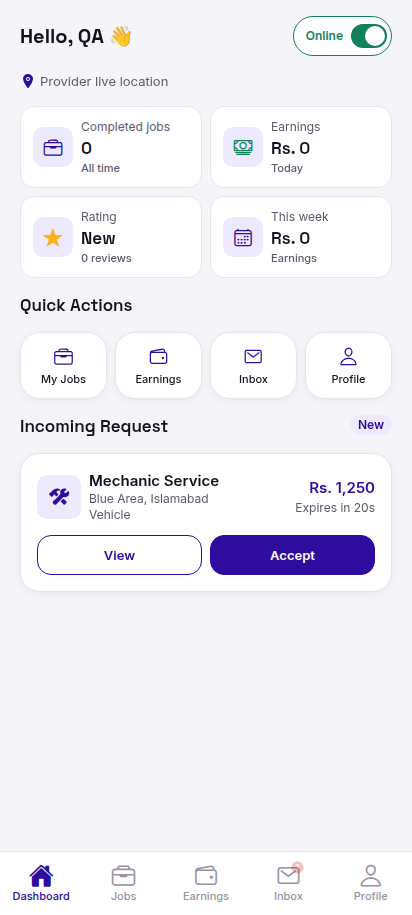 Hello, QA 👋
Online
Provider live location
Completed jobs
0
All time
Earnings
Rs. 0
Today
Rating
New
0 reviews
This week
Rs. 0
Earnings
Quick Actions
My Jobs
Earnings
Inbox
Profile
Incoming Request
New
Mechanic Service
Blue Area, Islamabad
Vehicle
Rs. 1,250
Expires in 20s
View
Accept
Dashboard
Jobs
Earnings
Inbox
Profile